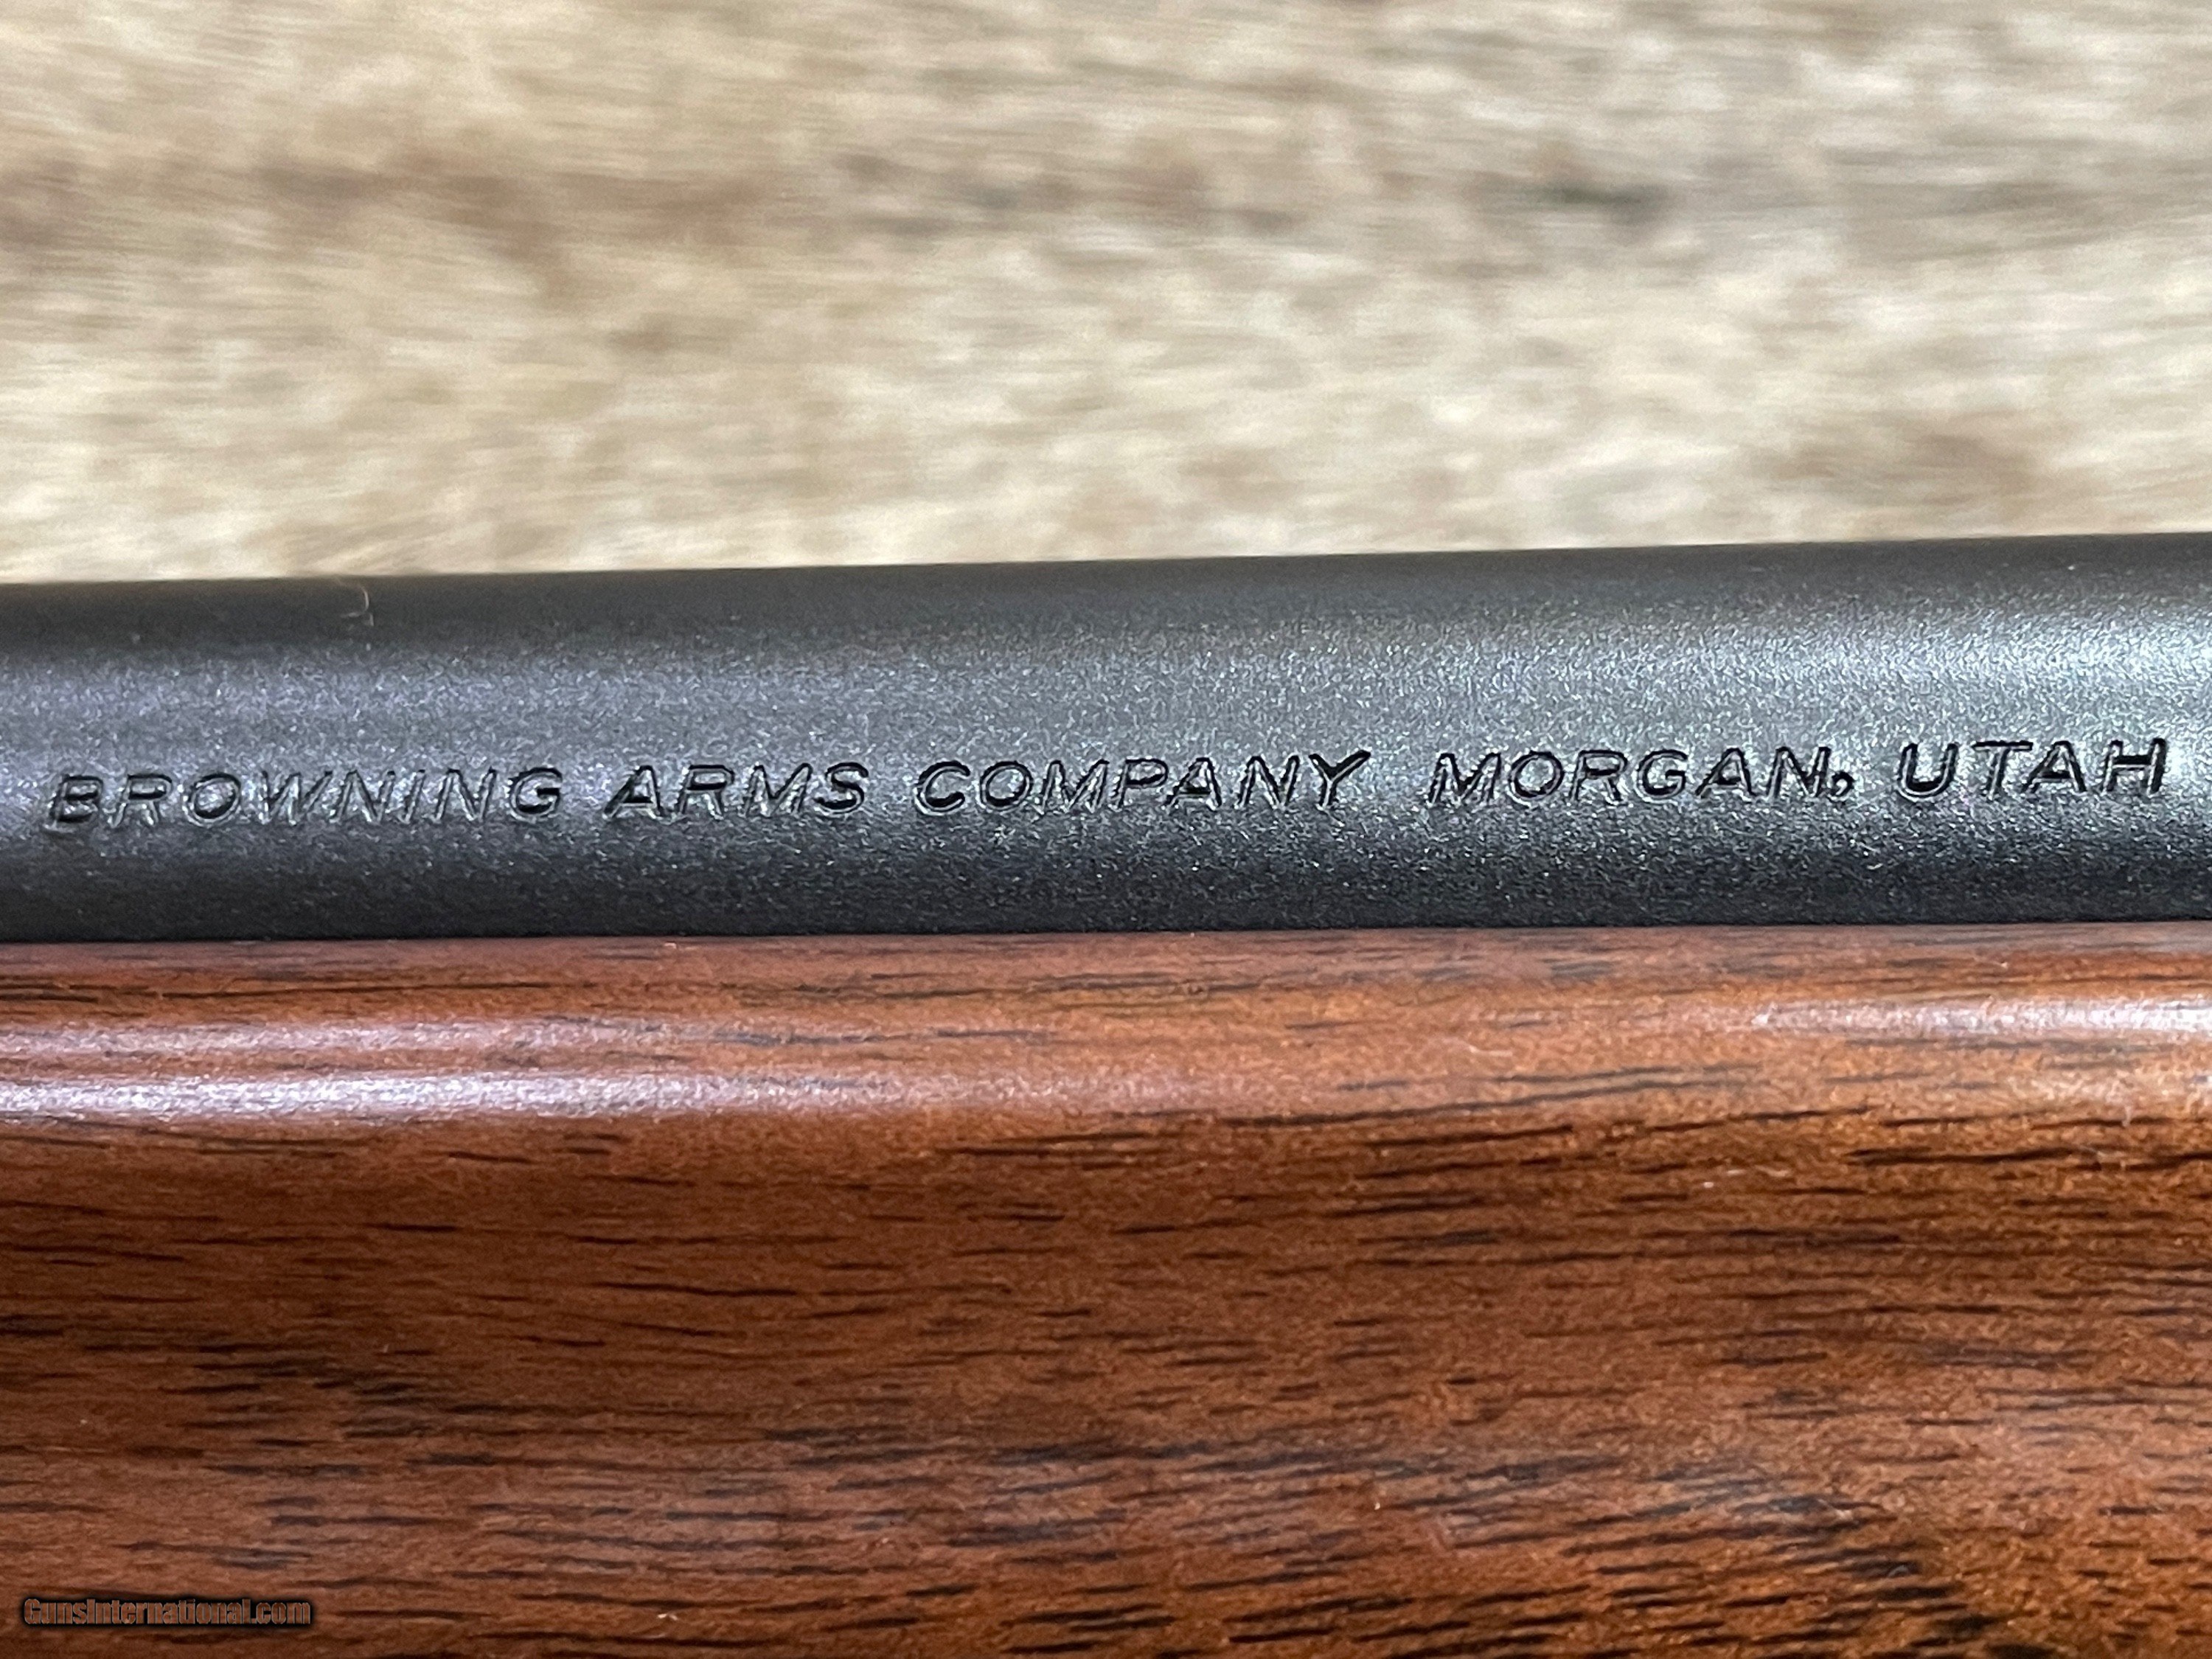 BROWNING ARMS COMPANY MORGAN, UTAH
GunsInternational.com